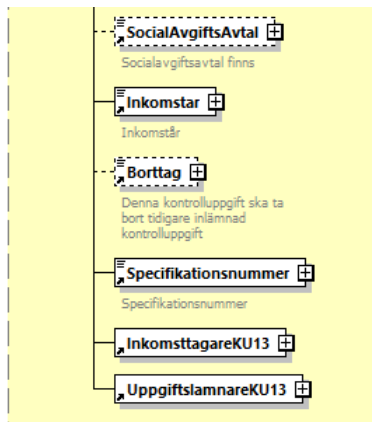 SocialAvgiftsAvtal
Socialavgiftsavtal finns
Inkomstar
Inkomstår
Borttag
Denna kontrolluppgift ska ta
bort tidigare inlämnad
kontrolluppgift
Specifikationsnummer
Specifikationsnummer
InkomsttagareKU13
UppgiftslamnareKU13